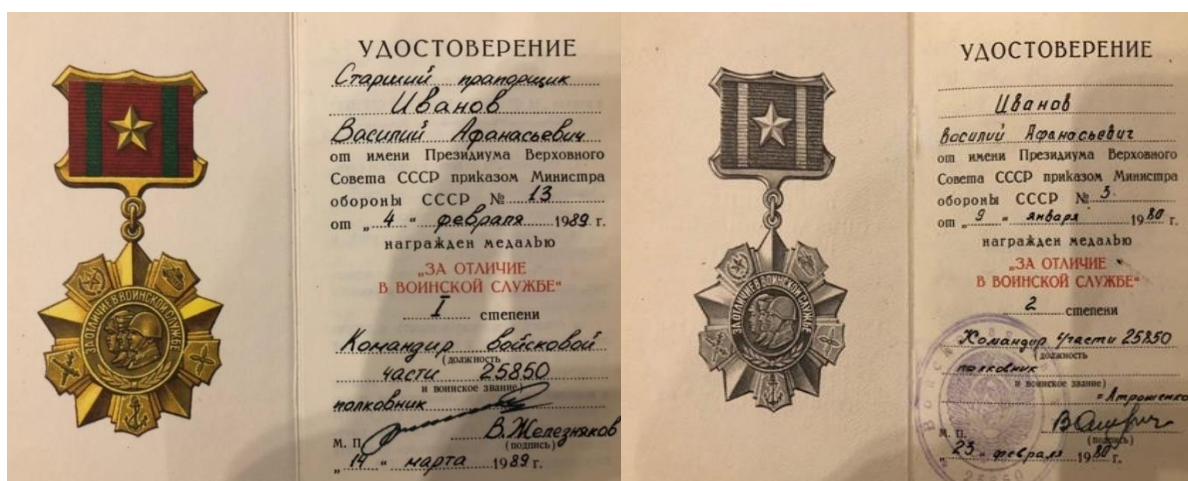 ЗА ОТЛИЧИЕ В ВОИНСКОЙ СЛУЖБЕ
УДОСТОВЕРЕНИЕ
Старший прапорщик
Иванов
Василий Афанасьевич
от имени Президиума Верховного
Совета СССР приказом Министра
обороны СССР № 13
от „4" февраля 1989 г.
награжден медалью
„ЗА ОТЛИЧИЕ
В ВОИНСКОЙ СЛУЖБЕ"
I степени
Командир войсковой
(должность
части 25850
и воинское звание)
полковник
В. Железняков
М. П. (подпись)
„14" марта 1989 г.
ЗА ОТЛИЧИЕ В ВОИНСКОЙ СЛУЖБЕ
УДОСТОВЕРЕНИЕ
Иванов
Василий Афанасьевич
от имени Президиума Верховного
Совета СССР приказом Министра
обороны СССР № 5
от „9" января 1980 г.
награжден медалью
„ЗА ОТЛИЧИЕ
В ВОИНСКОЙ СЛУЖБЕ"
2 степени
Командир части 25850
(должность
полковник
и воинское звание)
М. П.
(подпись)
„23" февраля 1980 г.
25850